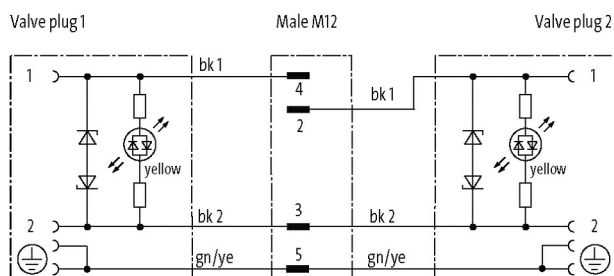 Valve plug 1 Male M12 Valve plug 2
1 bk 1 4 1
2 bk 1
yellow yellow
2 bk 2 3 bk 2 2
gn/ye 5 gn/ye